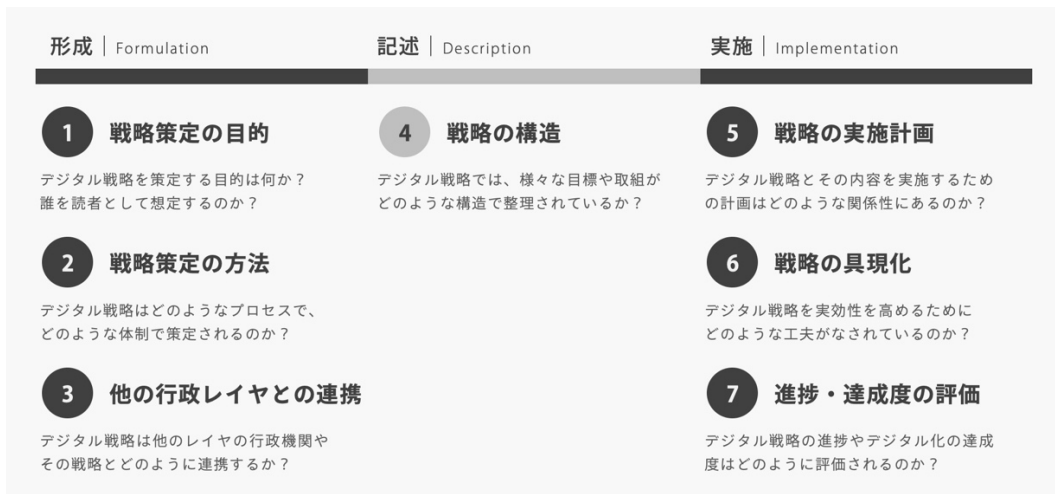 形成 | Formulation
1 戦略策定の目的
デジタル戦略を策定する目的は何か？
誰を読者として想定するのか？
2 戦略策定の方法
デジタル戦略はどのようなプロセスで、
どのような体制で策定されるのか？
3 他の行政レイヤとの連携
デジタル戦略は他のレイヤの行政機関や
その戦略とどのように連携するか？
記述 | Description
4 戦略の構造
デジタル戦略では、様々な目標や取組が
どのような構造で整理されているか？
実施 | Implementation
5 戦略の実施計画
デジタル戦略とその内容を実施するため
の計画はどのような関係性にあるのか？
6 戦略の具現化
デジタル戦略を実効性を高めるために
どのような工夫がなされているのか？
7 進捗・達成度の評価
デジタル戦略の進捗やデジタル化の達成
度はどのように評価されるのか？